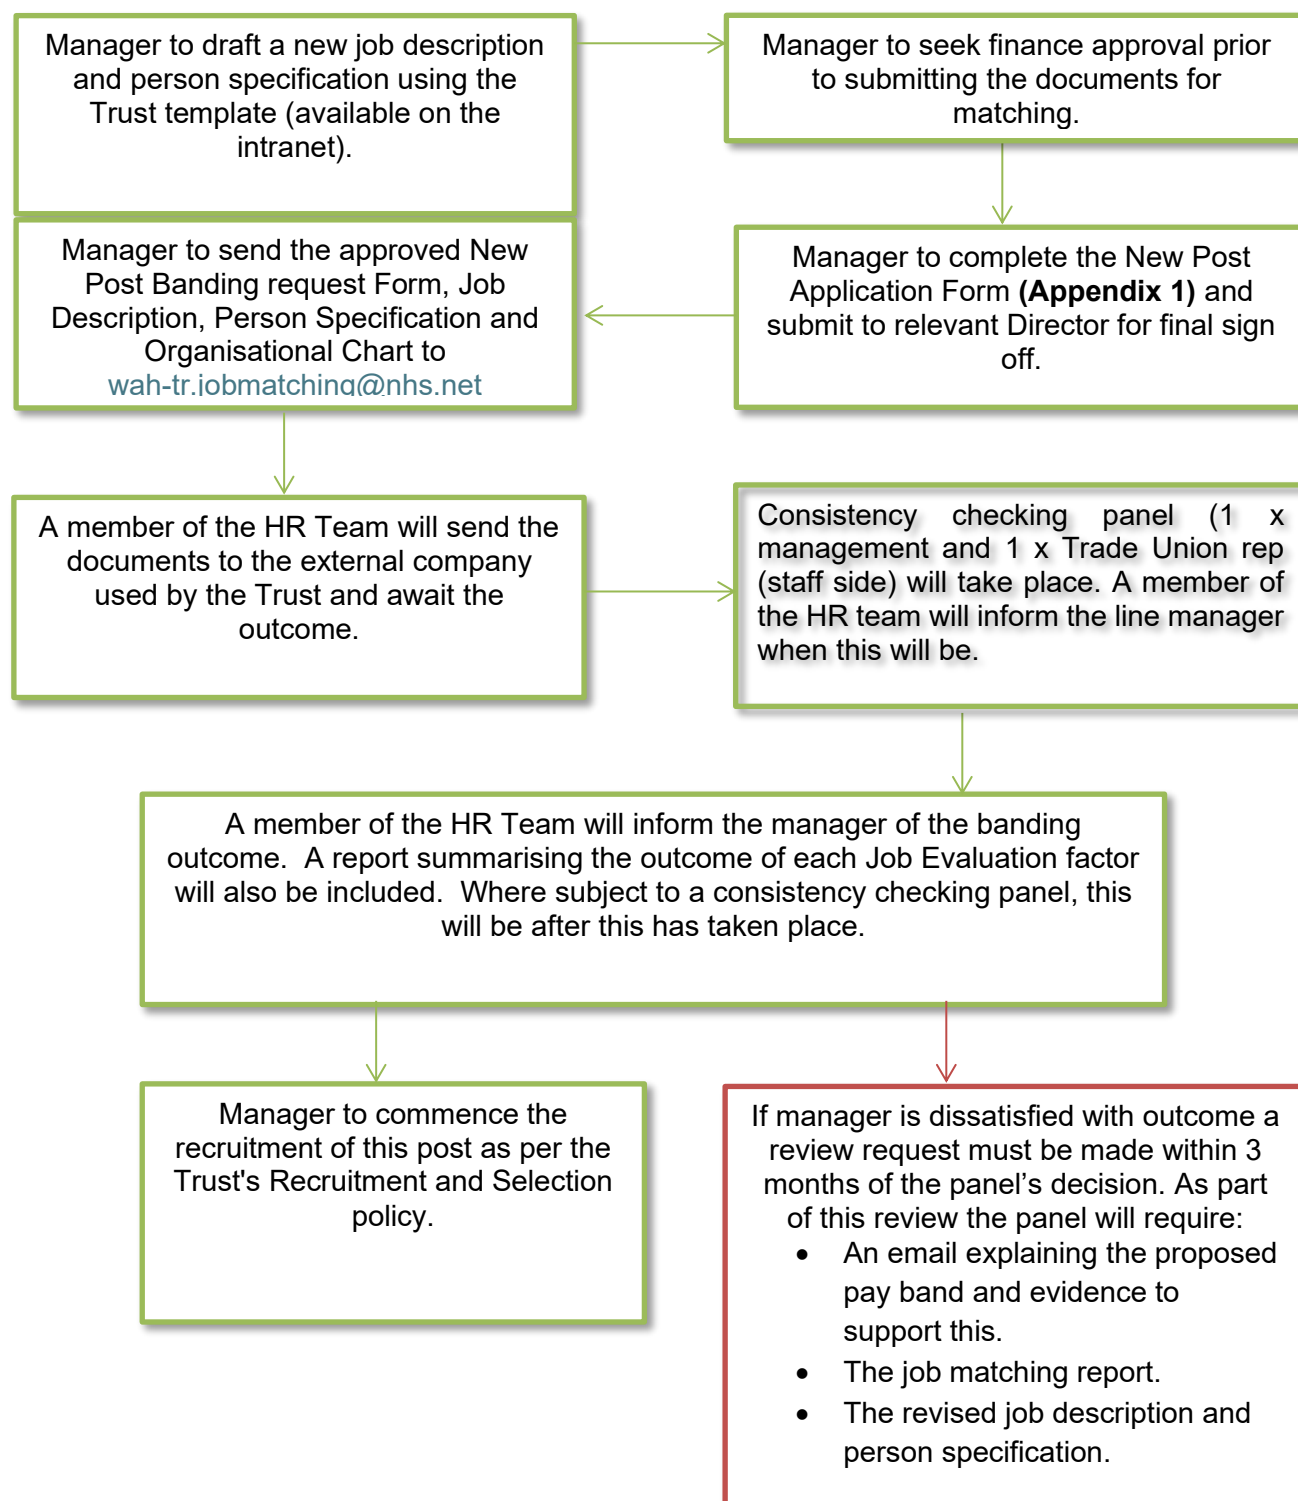 Manager to draft a new job description
and person specification using the
Trust template (available on the
intranet).
Manager to seek finance approval prior
to submitting the documents for
matching.
Manager to complete the New Post
Application Form (Appendix 1) and
submit to relevant Director for final sign
off.
Manager to send the approved New
Post Banding request Form, Job
Description, Person Specification and
Organisational Chart to
wah-tr.jobmatching@nhs.net
A member of the HR Team will send the
documents to the external company
used by the Trust and await the
outcome.
Consistency checking panel (1 x
management and 1 x Trade Union rep
(staff side) will take place. A member of
the HR team will inform the line manager
when this will be.
A member of the HR Team will inform the manager of the banding
outcome. A report summarising the outcome of each Job Evaluation factor
will also be included. Where subject to a consistency checking panel, this
will be after this has taken place.
Manager to commence the
recruitment of this post as per the
Trust's Recruitment and Selection
policy.
If manager is dissatisfied with outcome a
review request must be made within 3
months of the panel’s decision. As part
of this review the panel will require:
• An email explaining the proposed
pay band and evidence to
support this.
• The job matching report.
• The revised job description and
person specification.